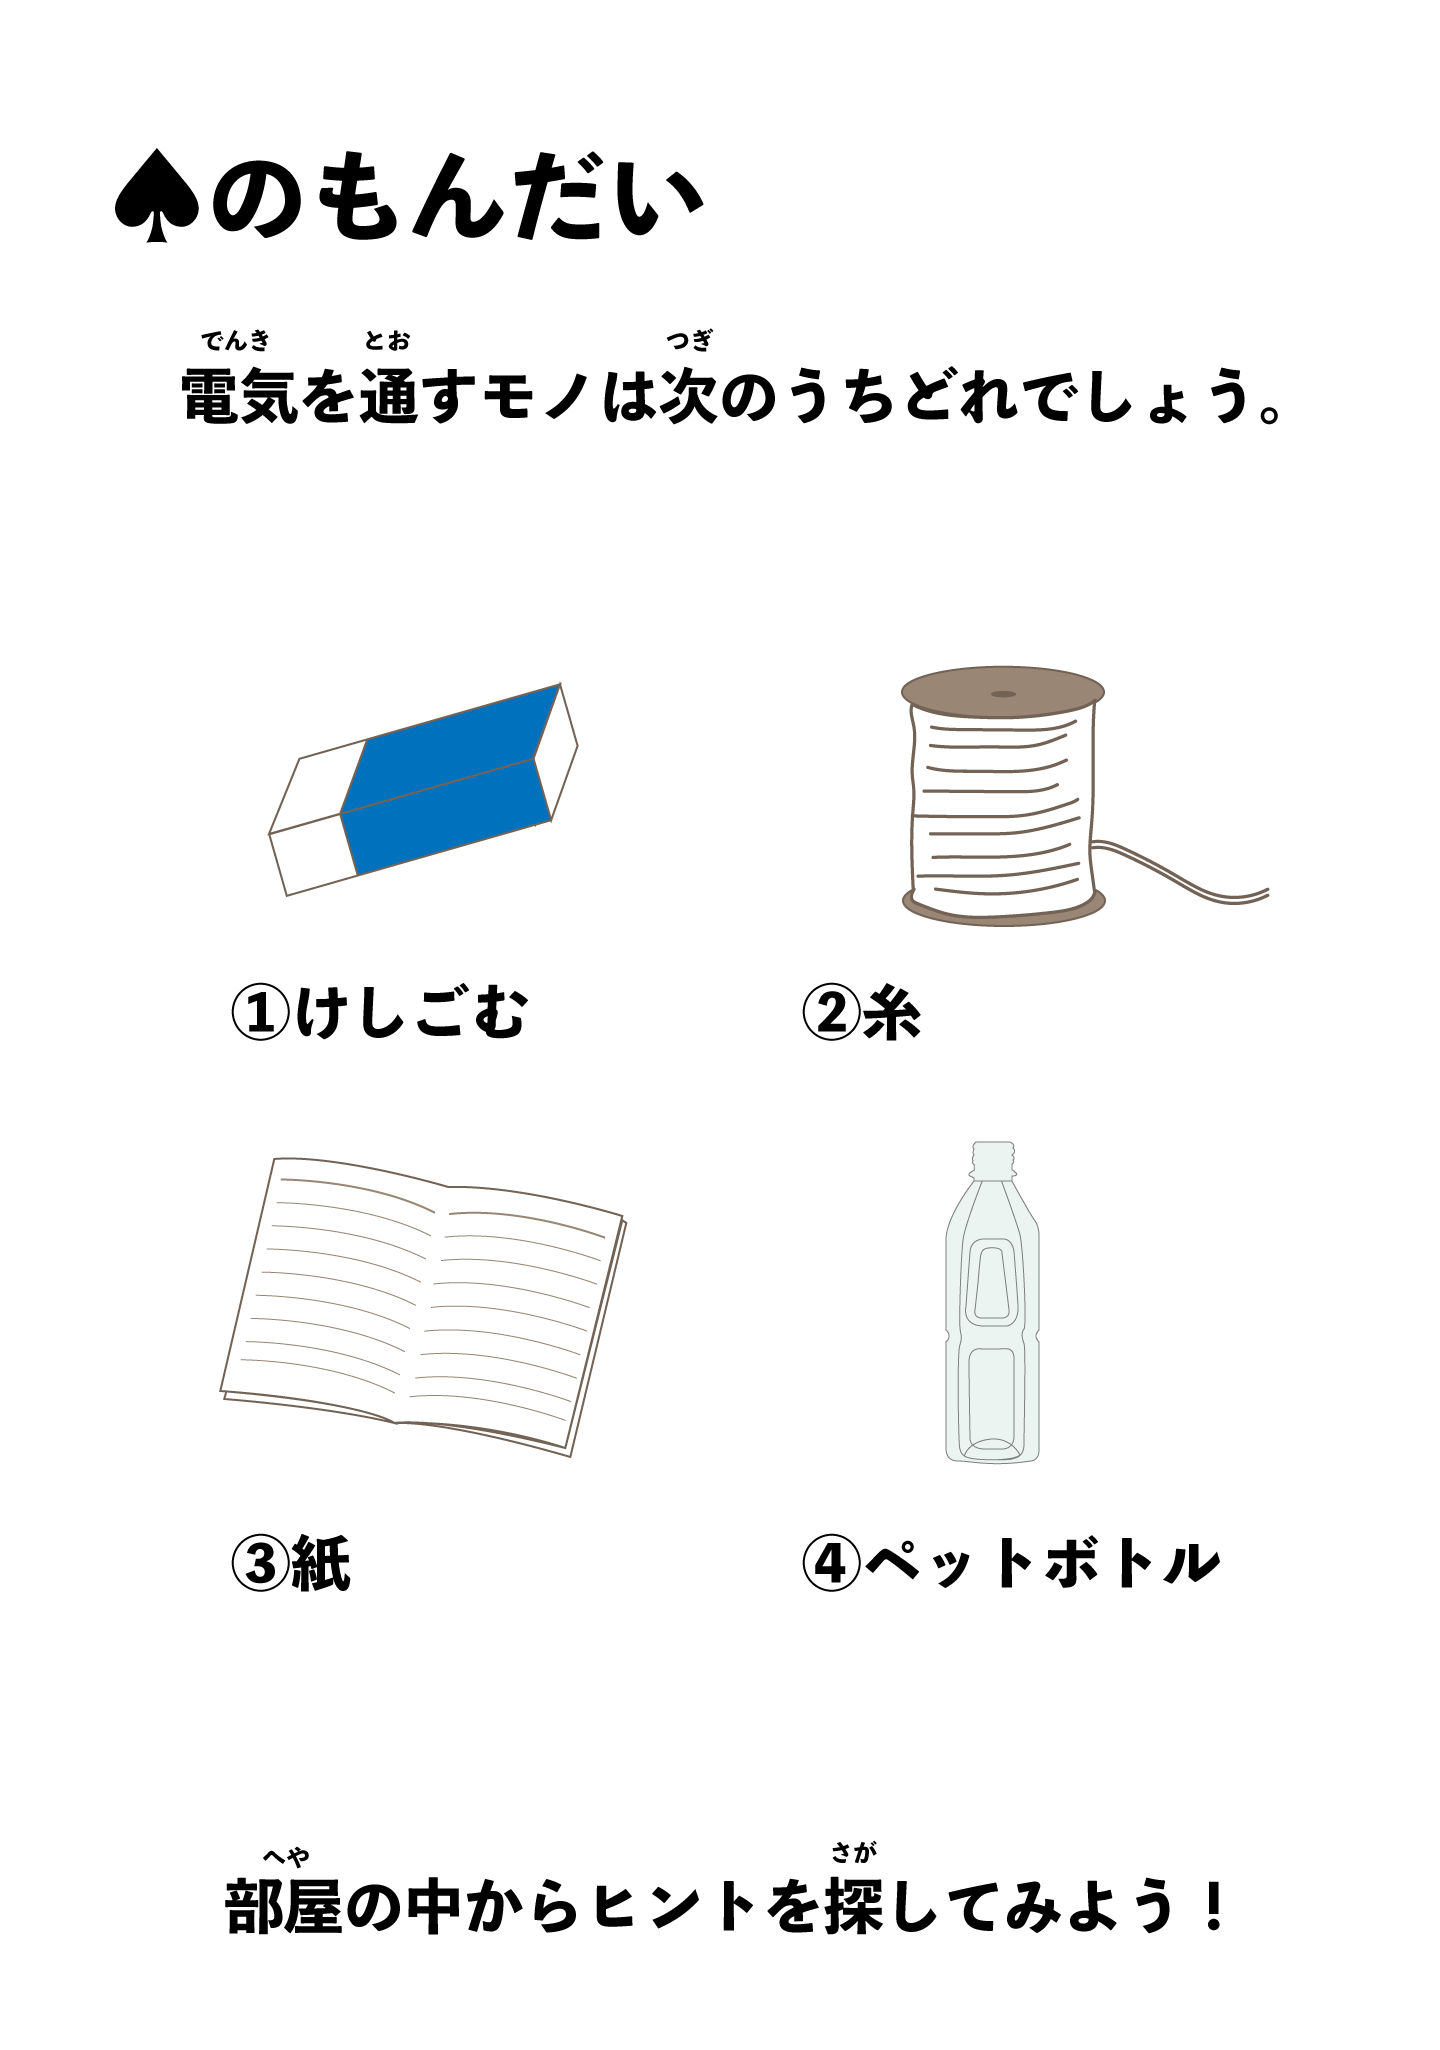 ♠のもんだい
でんき とお つぎ
電気を通すモノは次のうちどれでしょう。
①けしごむ
②糸
③紙
④ペットボトル
へや さが
部屋の中からヒントを探してみよう！